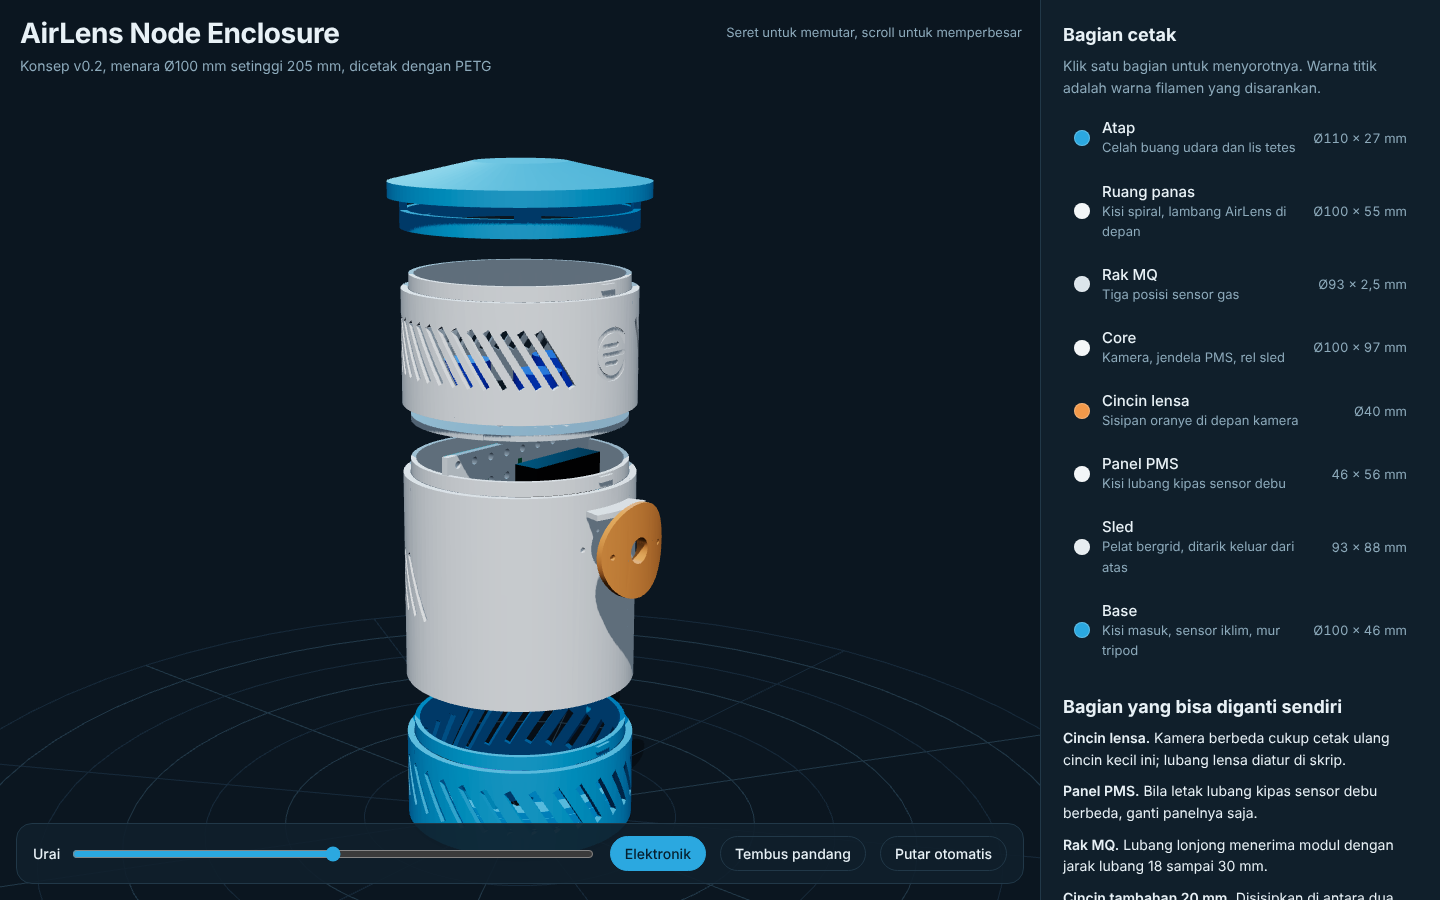 AirLens Node Enclosure
Konsep v0.2, menara Ø100 mm setinggi 205 mm, dicetak dengan PETG
Seret untuk memutar, scroll untuk memperbesar
Urai
Elektronik
Tembus pandang
Putar otomatis
Bagian cetak
Klik satu bagian untuk menyorotnya. Warna titik
adalah warna filamen yang disarankan.
Atap
Celah buang udara dan lis tetes
Ø110 × 27 mm
Ruang panas
Kisi spiral, lambang AirLens di
depan
Ø100 × 55 mm
Rak MQ
Tiga posisi sensor gas
Ø93 × 2,5 mm
Core
Kamera, jendela PMS, rel sled
Ø100 × 97 mm
Cincin lensa
Sisipan oranye di depan kamera
Ø40 mm
Panel PMS
Kisi lubang kipas sensor debu
46 × 56 mm
Sled
Pelat bergrid, ditarik keluar dari
atas
93 × 88 mm
Base
Kisi masuk, sensor iklim, mur
tripod
Ø100 × 46 mm
Bagian yang bisa diganti sendiri
Cincin lensa. Kamera berbeda cukup cetak ulang
cincin kecil ini; lubang lensa diatur di skrip.
Panel PMS. Bila letak lubang kipas sensor debu
berbeda, ganti panelnya saja.
Rak MQ. Lubang lonjong menerima modul dengan
jarak lubang 18 sampai 30 mm.
Cincin tambahan 20 mm. Disisipkan di antara dua